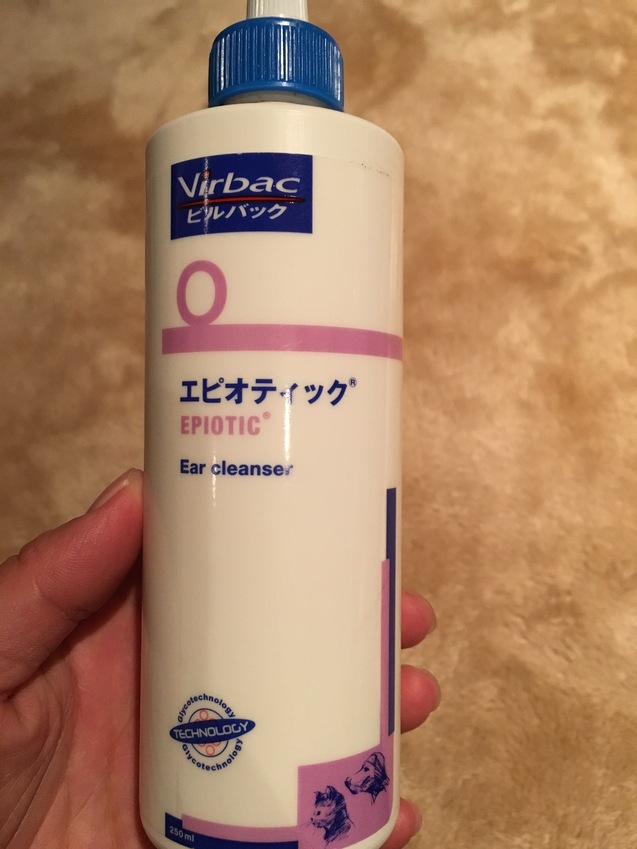 Virbac
ビルバック
エピオティック®
EPIOTIC®
Ear cleanser
Glycotechnology
TECHNOLOGY
Glycotechnology
250 ml